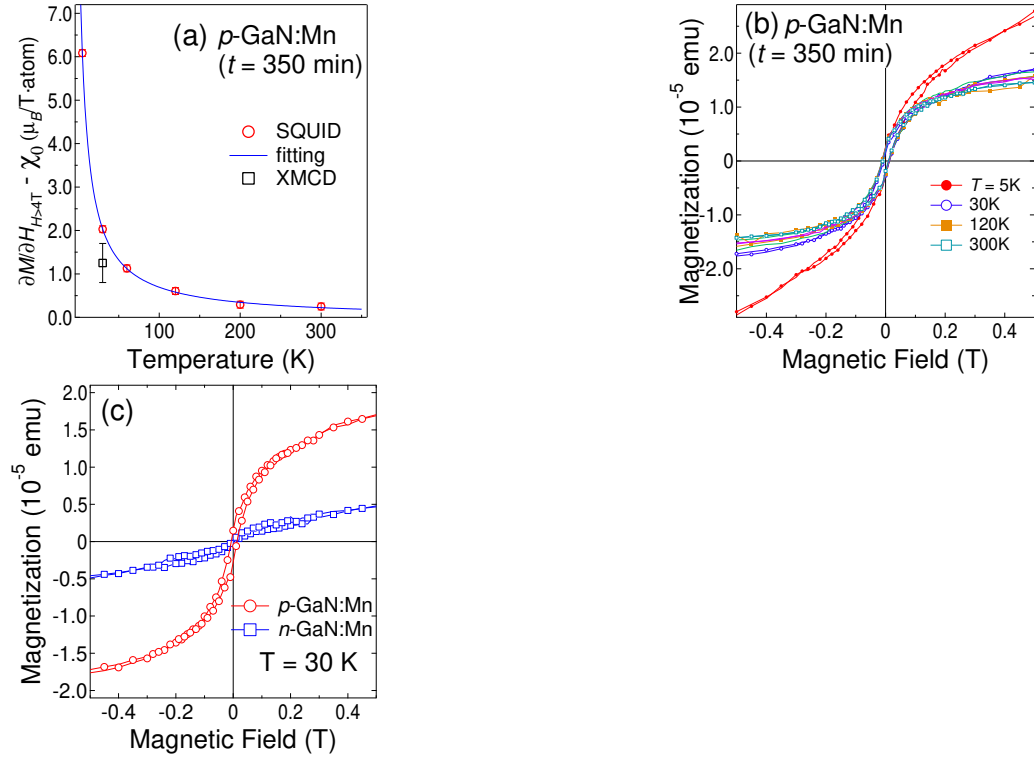 (a) p-GaN:Mn
(t = 350 min)
∂M/∂H_{H>4T} - χ₀ (μ_B/T·atom)
7.0
6.0
5.0
4.0
3.0
2.0
1.0
0.0
SQUID
fitting
XMCD
100
200
300
Temperature (K)
(b) p-GaN:Mn
(t = 350 min)
Magnetization (10⁻⁵ emu)
2.0
1.0
0
-1.0
-2.0
T = 5K
30K
120K
300K
-0.4
-0.2
0
0.2
0.4
Magnetic Field (T)
(c)
Magnetization (10⁻⁵ emu)
2.0
1.5
1.0
0.5
0
-0.5
-1.0
-1.5
-2.0
p-GaN:Mn
n-GaN:Mn
T = 30 K
-0.4
-0.2
0
0.2
0.4
Magnetic Field (T)